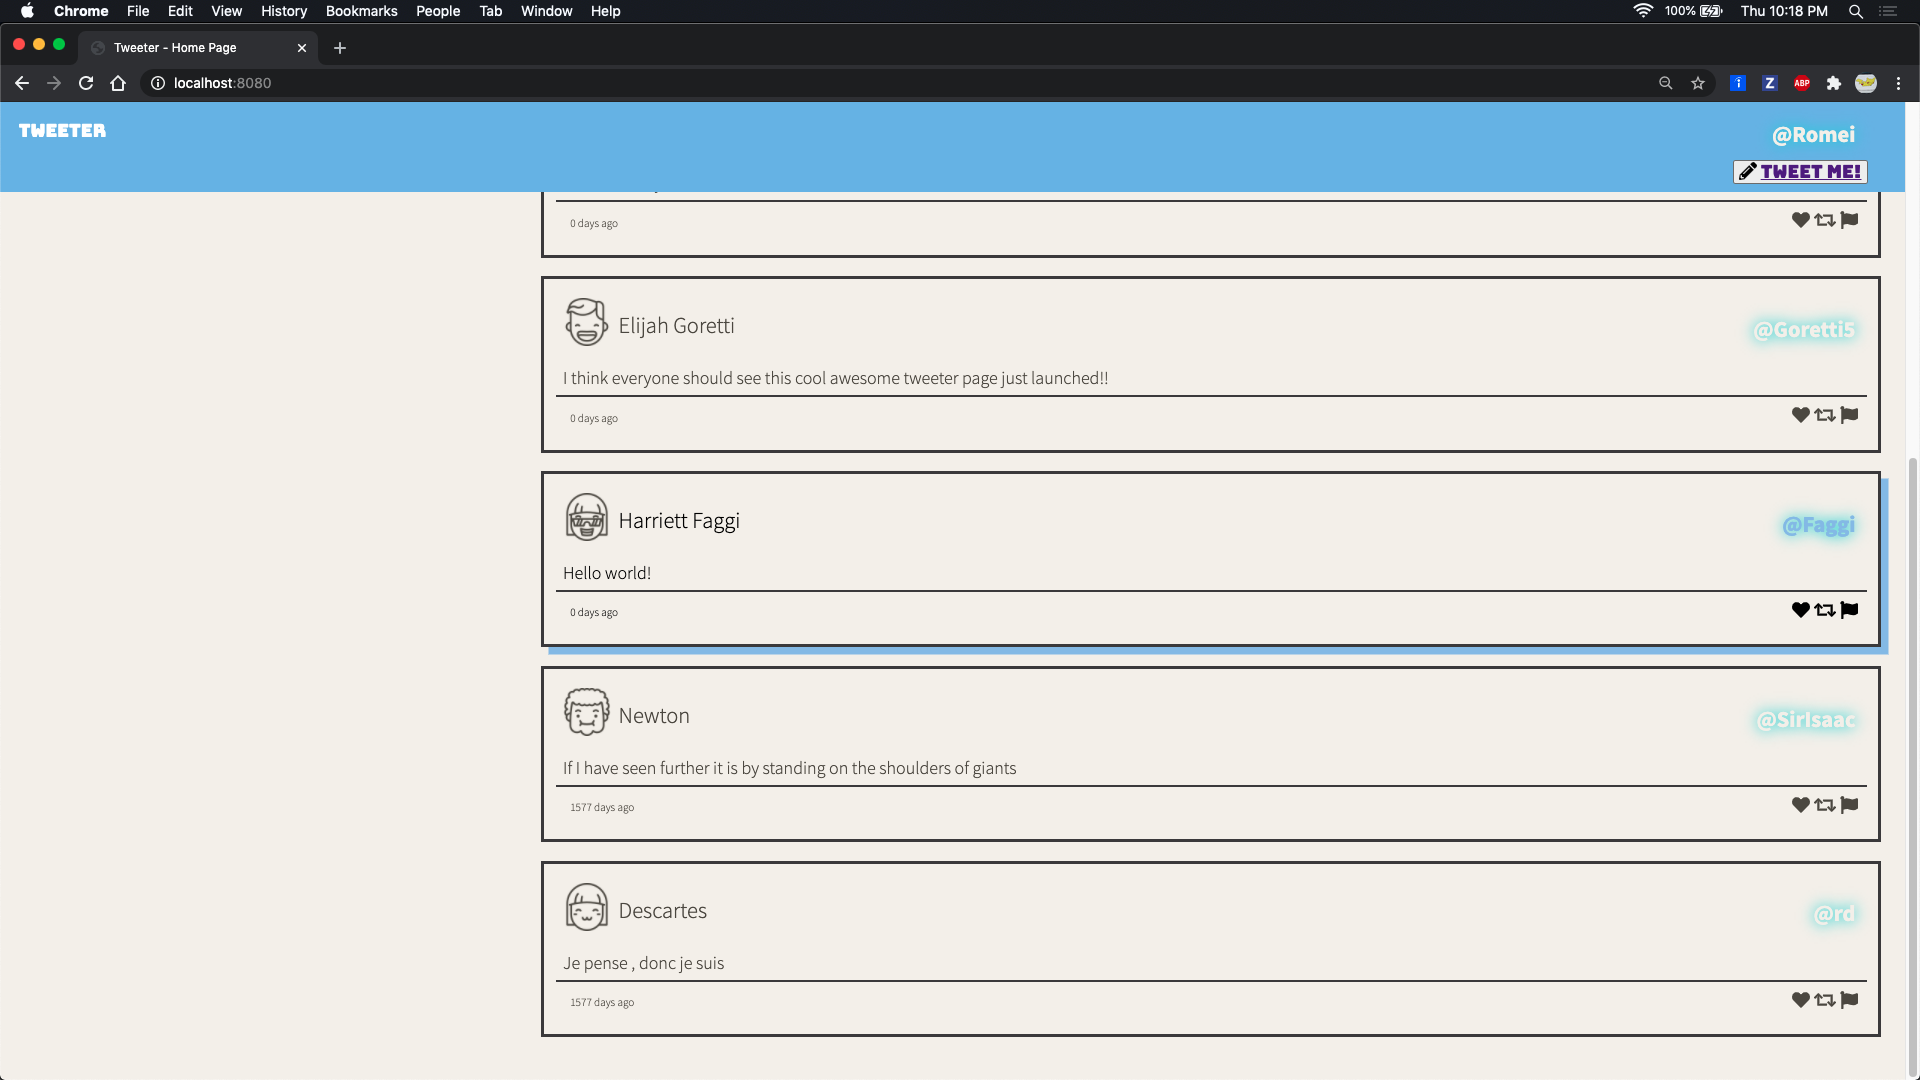 Chrome File Edit View History Bookmarks People Tab Window Help 100% Thu 10:18 PM
Tweeter - Home Page
localhost:8080
Z ABP
TWEETER
@Romei
TWEET ME!
0 days ago
Elijah Goretti @Goretti5
I think everyone should see this cool awesome tweeter page just launched!!
0 days ago
Harriett Faggi @Faggi
Hello world!
0 days ago
Newton @SirIsaac
If I have seen further it is by standing on the shoulders of giants
1577 days ago
Descartes @rd
Je pense , donc je suis
1577 days ago